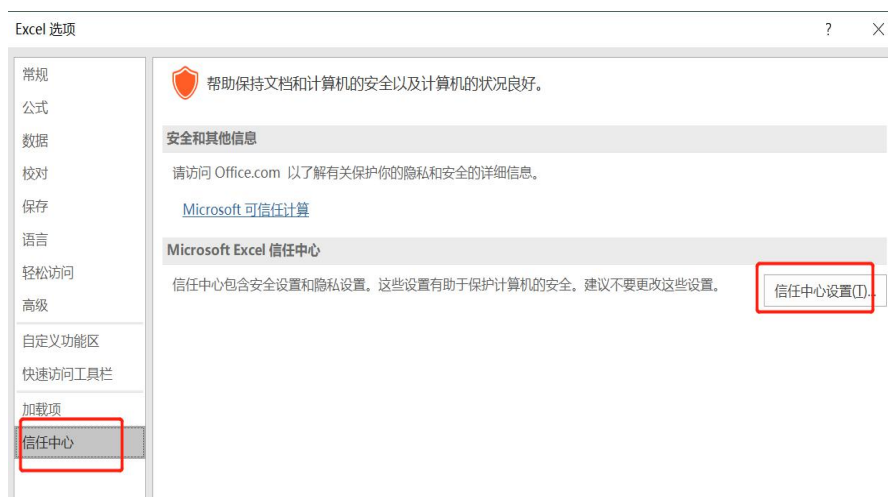 Excel 选项
? ×
常规
公式
数据
校对
保存
语言
轻松访问
高级
自定义功能区
快速访问工具栏
加载项
信任中心
帮助保持文档和计算机的安全以及计算机的状况良好。
安全和其他信息
请访问 Office.com 以了解有关保护你的隐私和安全的详细信息。
Microsoft 可信任计算
Microsoft Excel 信任中心
信任中心包含安全设置和隐私设置。这些设置有助于保护计算机的安全。建议不要更改这些设置。
信任中心设置(T)...